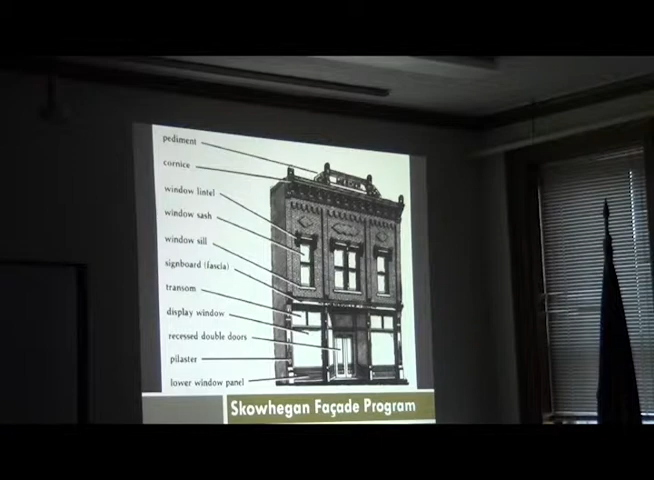 pediment
cornice
window lintel
window sash
window sill
signboard (fascia)
transom
display window
recessed double doors
pilaster
lower window panel
Skowhegan Façade Program